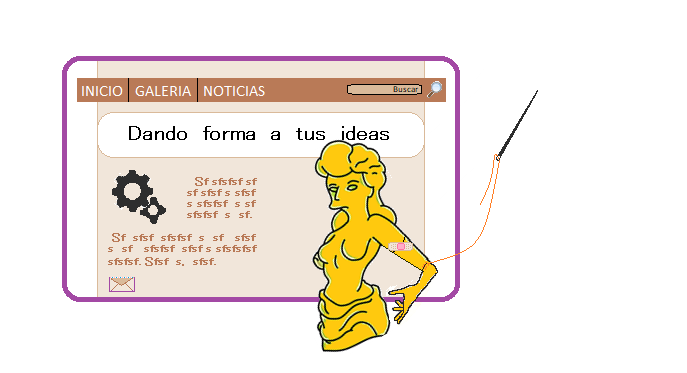 INICIO GALERIA NOTICIAS Buscar
Dando forma a tus ideas
Sf sfsfsf sf
sf sfsf s sfsf
s sfsfsf s sf
sfsfsf s sf.
Sf sfsf sfsfsf s sf sfsf
s sf sfsfsf sfsf s sfsfsfsf
sfsfsf. Sfsf s, sfsf.